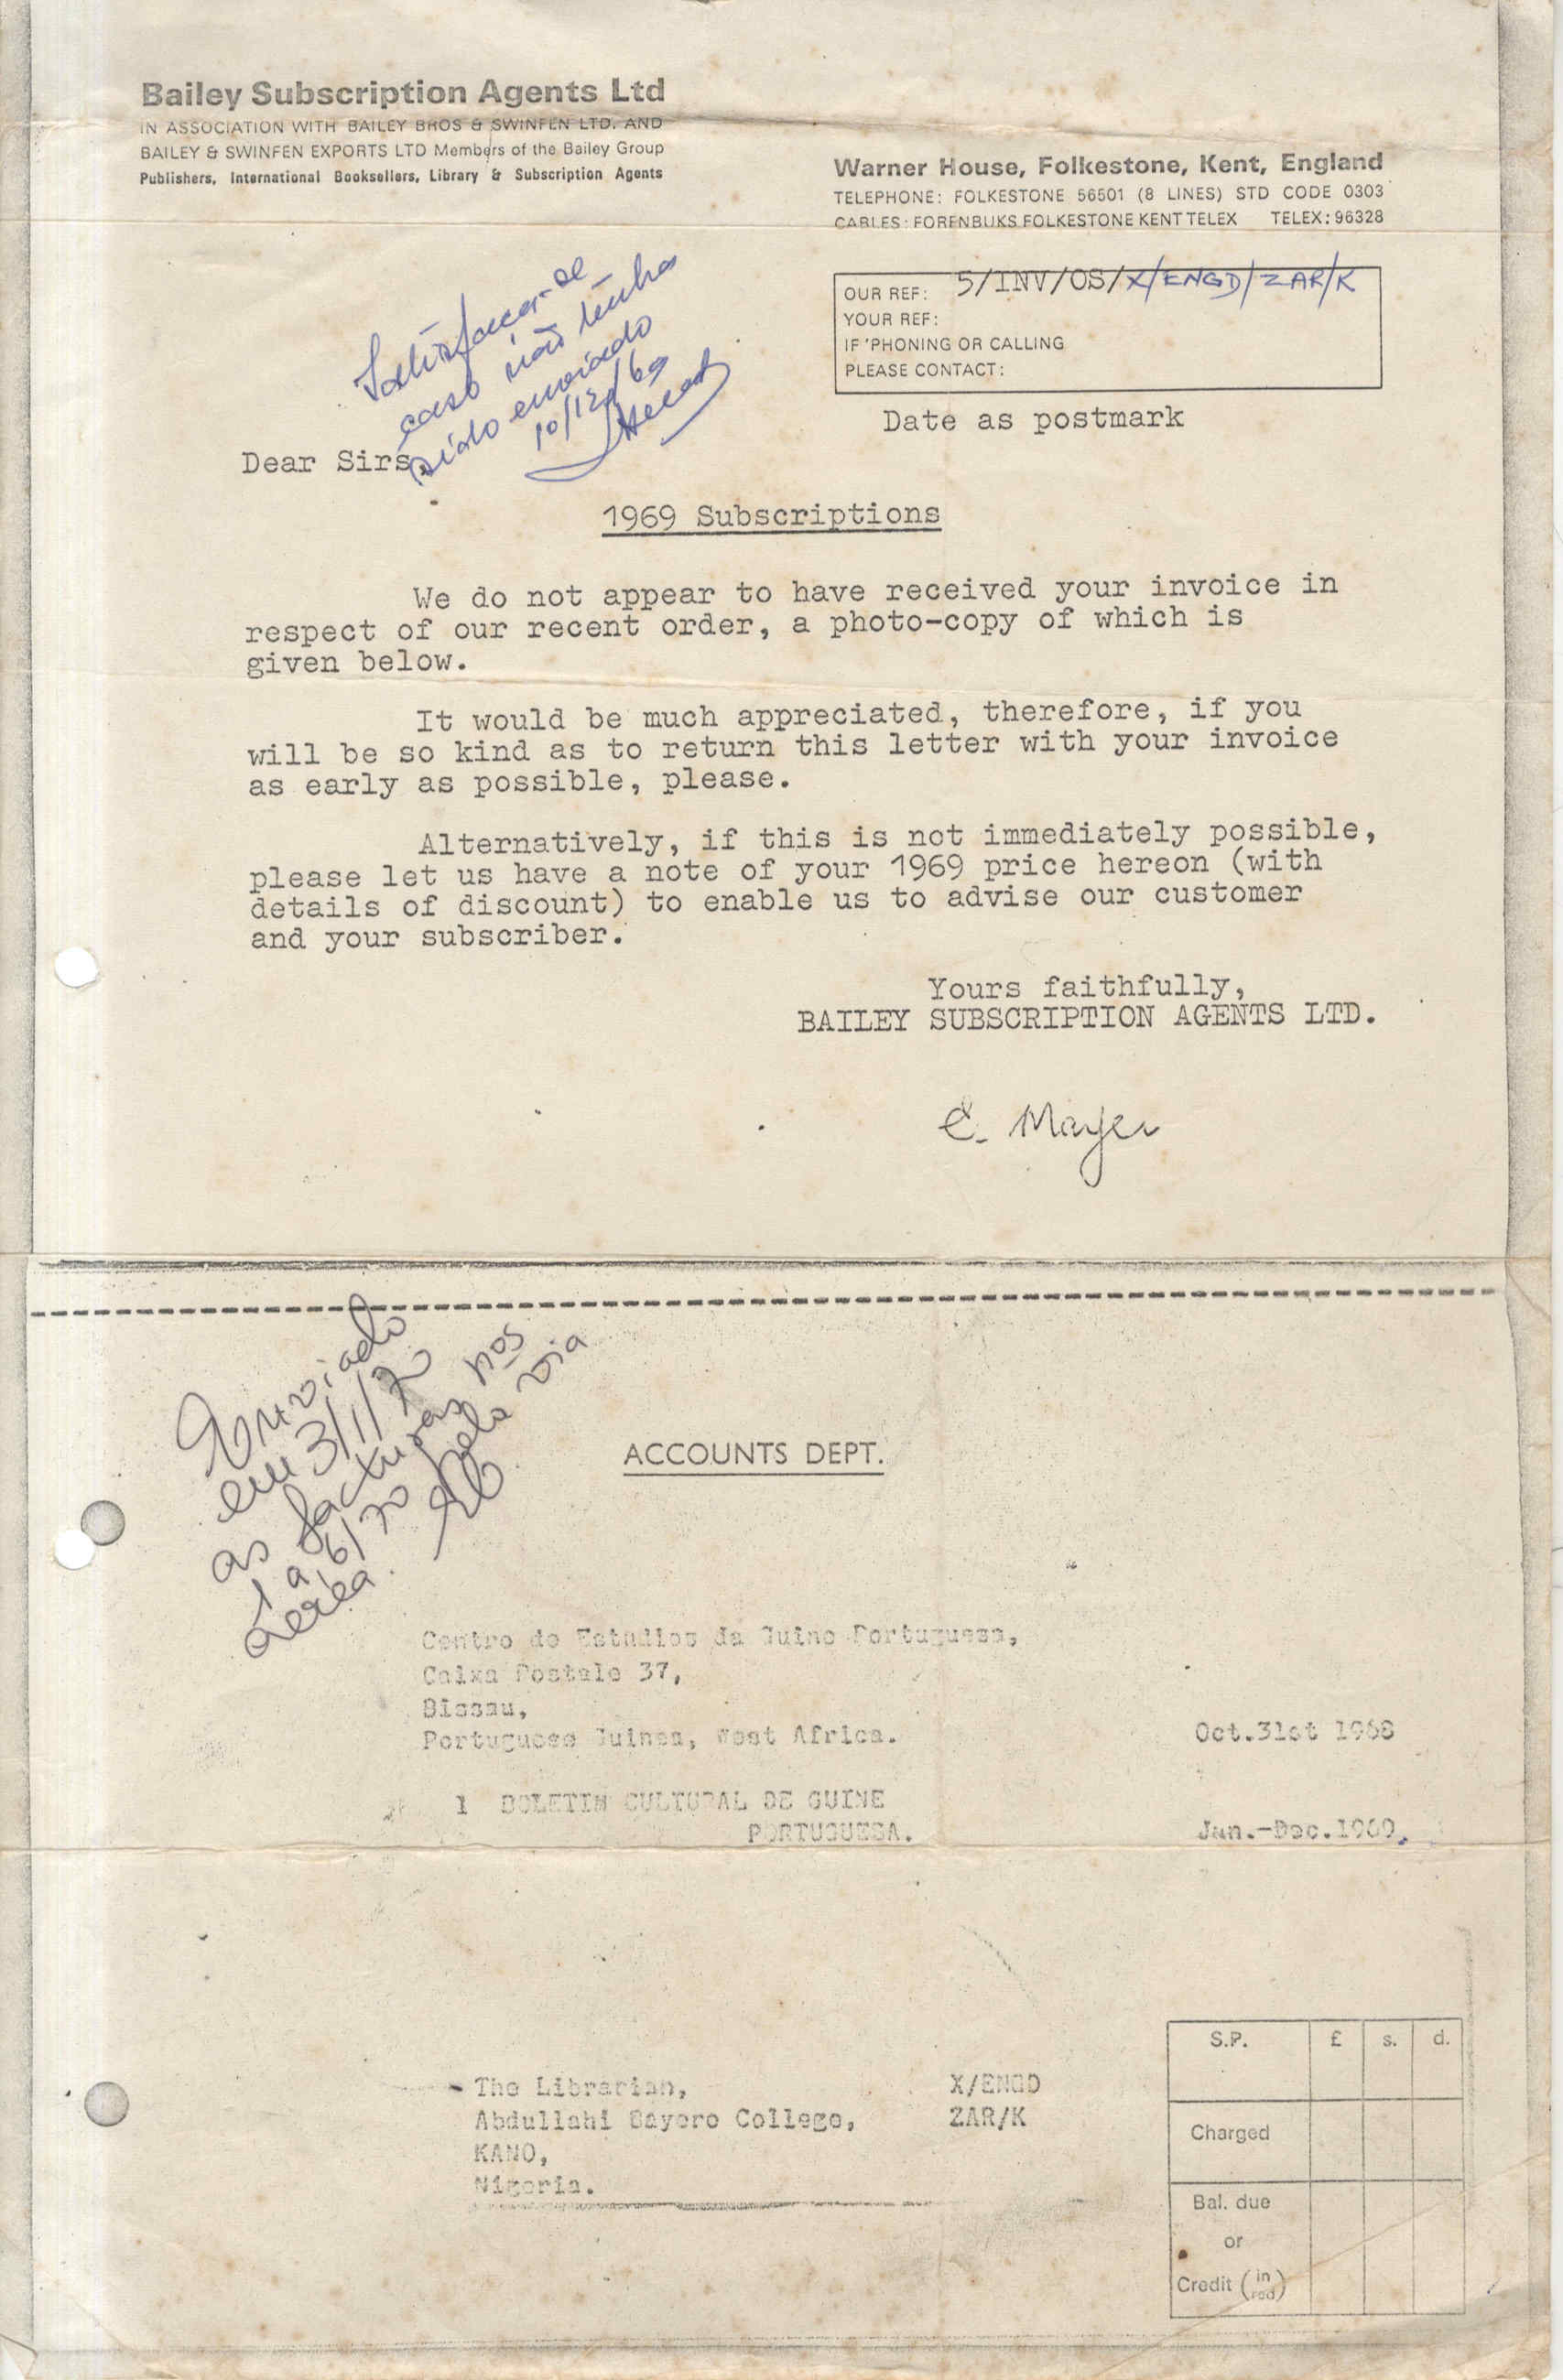 Bailey Subscription Agents Ltd
IN ASSOCIATION WITH BAILEY BROS & SWINFEN LTD. AND
BAILEY & SWINFEN EXPORTS LTD Members of the Bailey Group
Publishers, International Booksellers, Library & Subscription Agents
Warner House, Folkestone, Kent, England
TELEPHONE: FOLKESTONE 56501 (8 LINES) STD CODE 0303
CABLES: FORENBUKS FOLKESTONE KENT TELEX TELEX: 96328
OUR REF: 5/INV/OS/X/ENGD/ZAR/K
YOUR REF:
IF 'PHONING OR CALLING
PLEASE CONTACT:
Satisfazer-se
caso não tenha
sido enviado
10/12/69
Date as postmark
Dear Sirs,
1969 Subscriptions
We do not appear to have received your invoice in
respect of our recent order, a photo-copy of which is
given below.
It would be much appreciated, therefore, if you
will be so kind as to return this letter with your invoice
as early as possible, please.
Alternatively, if this is not immediately possible,
please let us have a note of your 1969 price hereon (with
details of discount) to enable us to advise our customer
and your subscriber.
Yours faithfully,
BAILEY SUBSCRIPTION AGENTS LTD.
E. Mayer
Enviado
em 3/1/70
as facturas nos
1 a 6/70 pela via
aérea.
ACCOUNTS DEPT.
Centro de Estudios da Guine Portuguesa,
Caixa Postale 37,
Bissau,
Portuguese Guinea, West Africa.
Oct.31st 1968
1 BOLETIM CULTURAL DE GUINE
PORTUGUESA.
Jan.-Dec.1969.
The Librarian,
Abdullahi Bayero College,
KANO,
Nigeria.
X/ENGD
ZAR/K
S.P. £ s. d.
Charged
Bal. due
or
Credit (in red)